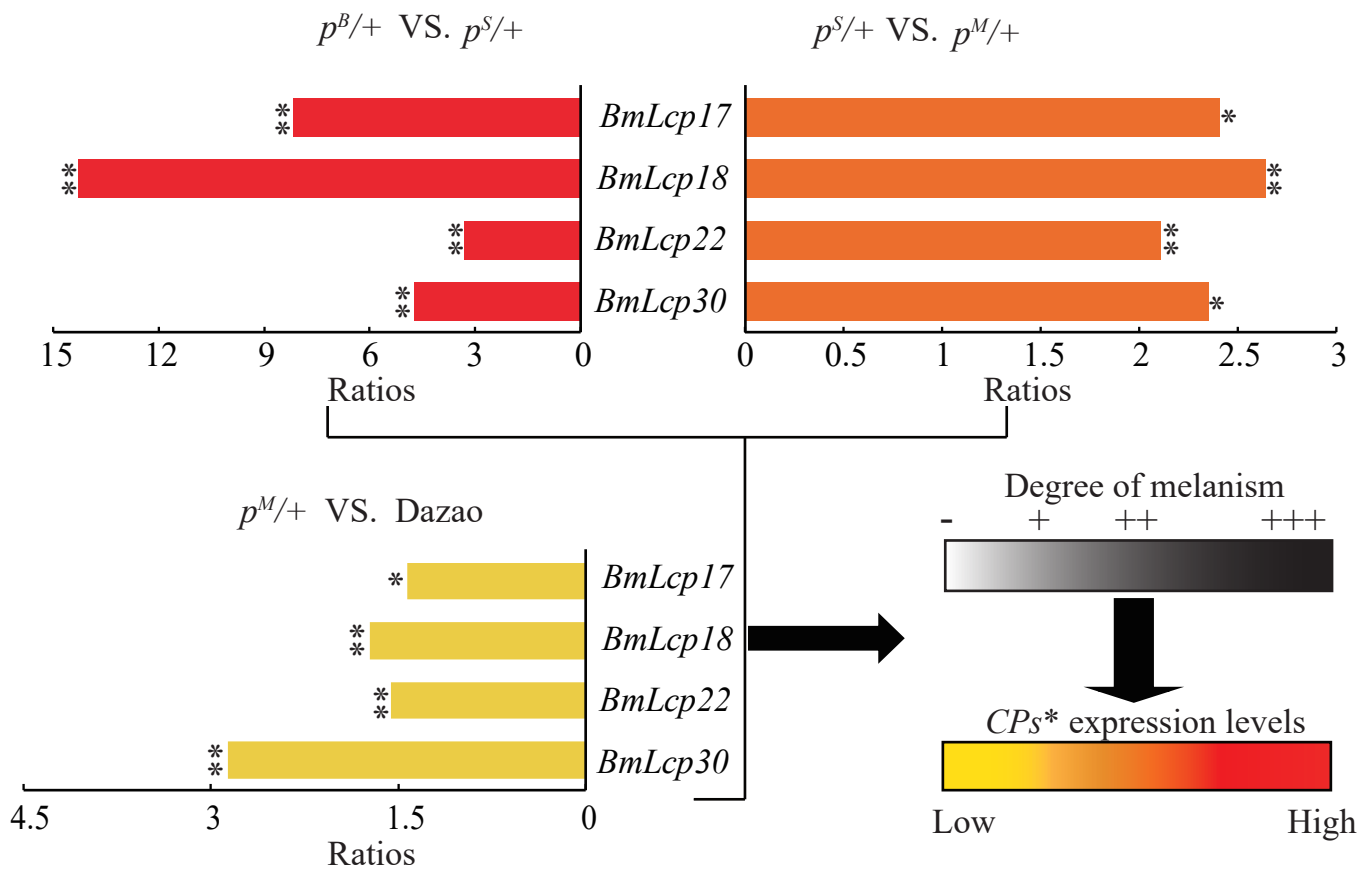 p^B/+ VS. p^S/+
**
BmLcp17
**
BmLcp18
**
BmLcp22
**
BmLcp30
15 12 9 6 3 0
Ratios
p^S/+ VS. p^M/+
*
**
**
*
0 0.5 1 1.5 2 2.5 3
Ratios
p^M/+ VS. Dazao
*
BmLcp17
**
BmLcp18
**
BmLcp22
**
BmLcp30
4.5 3 1.5 0
Ratios
Degree of melanism
- + ++ +++
CPs* expression levels
Low High